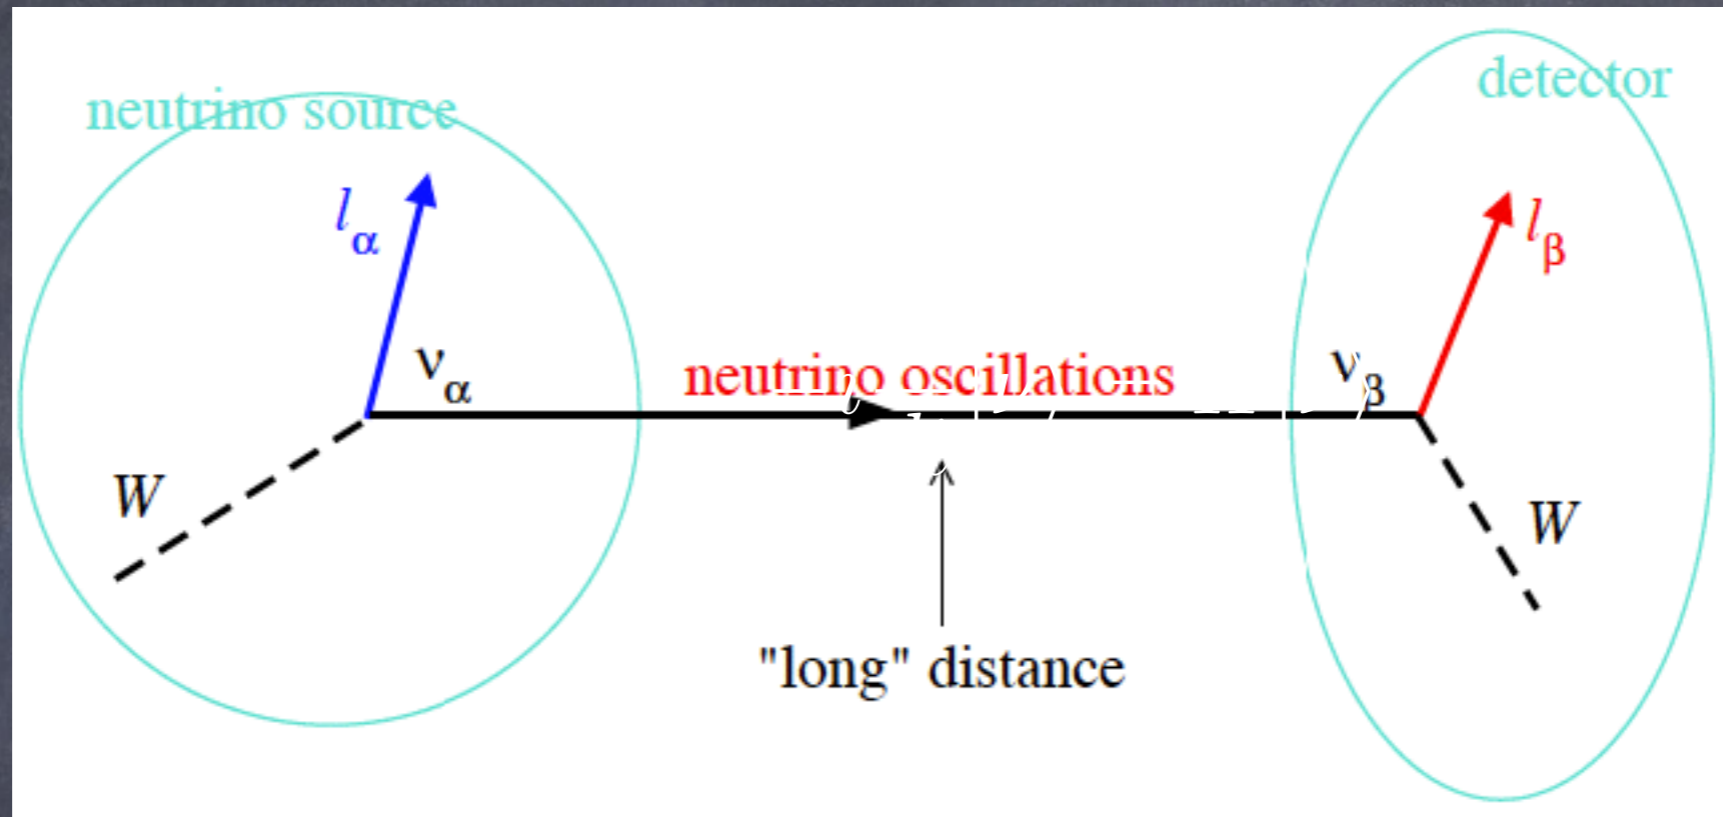 neutrino source
detector
l α
l β
ν α
neutrino oscillations
ν β
W
W
"long" distance